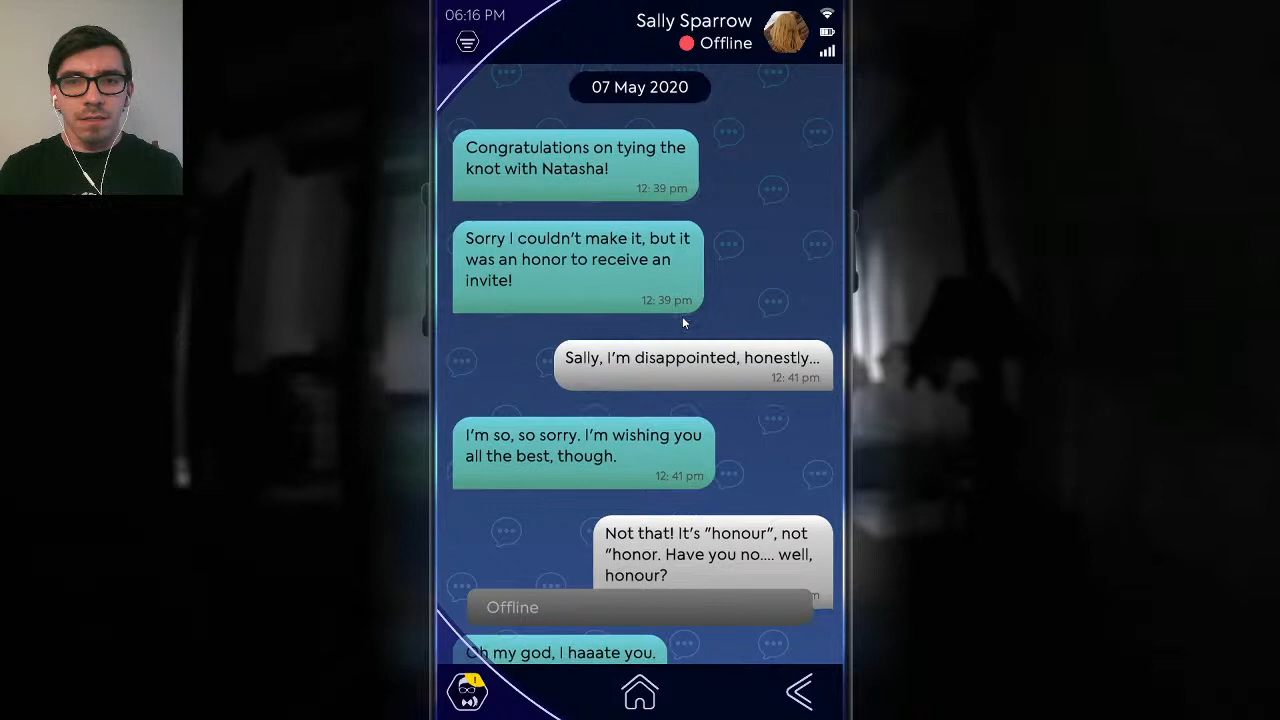 06:16 PM
Sally Sparrow
Offline
07 May 2020
Congratulations on tying the
knot with Natasha!
12: 39 pm
Sorry I couldn't make it, but it
was an honor to receive an
invite!
12: 39 pm
Sally, I'm disappointed, honestly...
12: 41 pm
I'm so, so sorry. I'm wishing you
all the best, though.
12: 41 pm
Not that! It's "honour", not
"honor. Have you no.... well,
honour?
Offline
Oh my god, I haaate you.